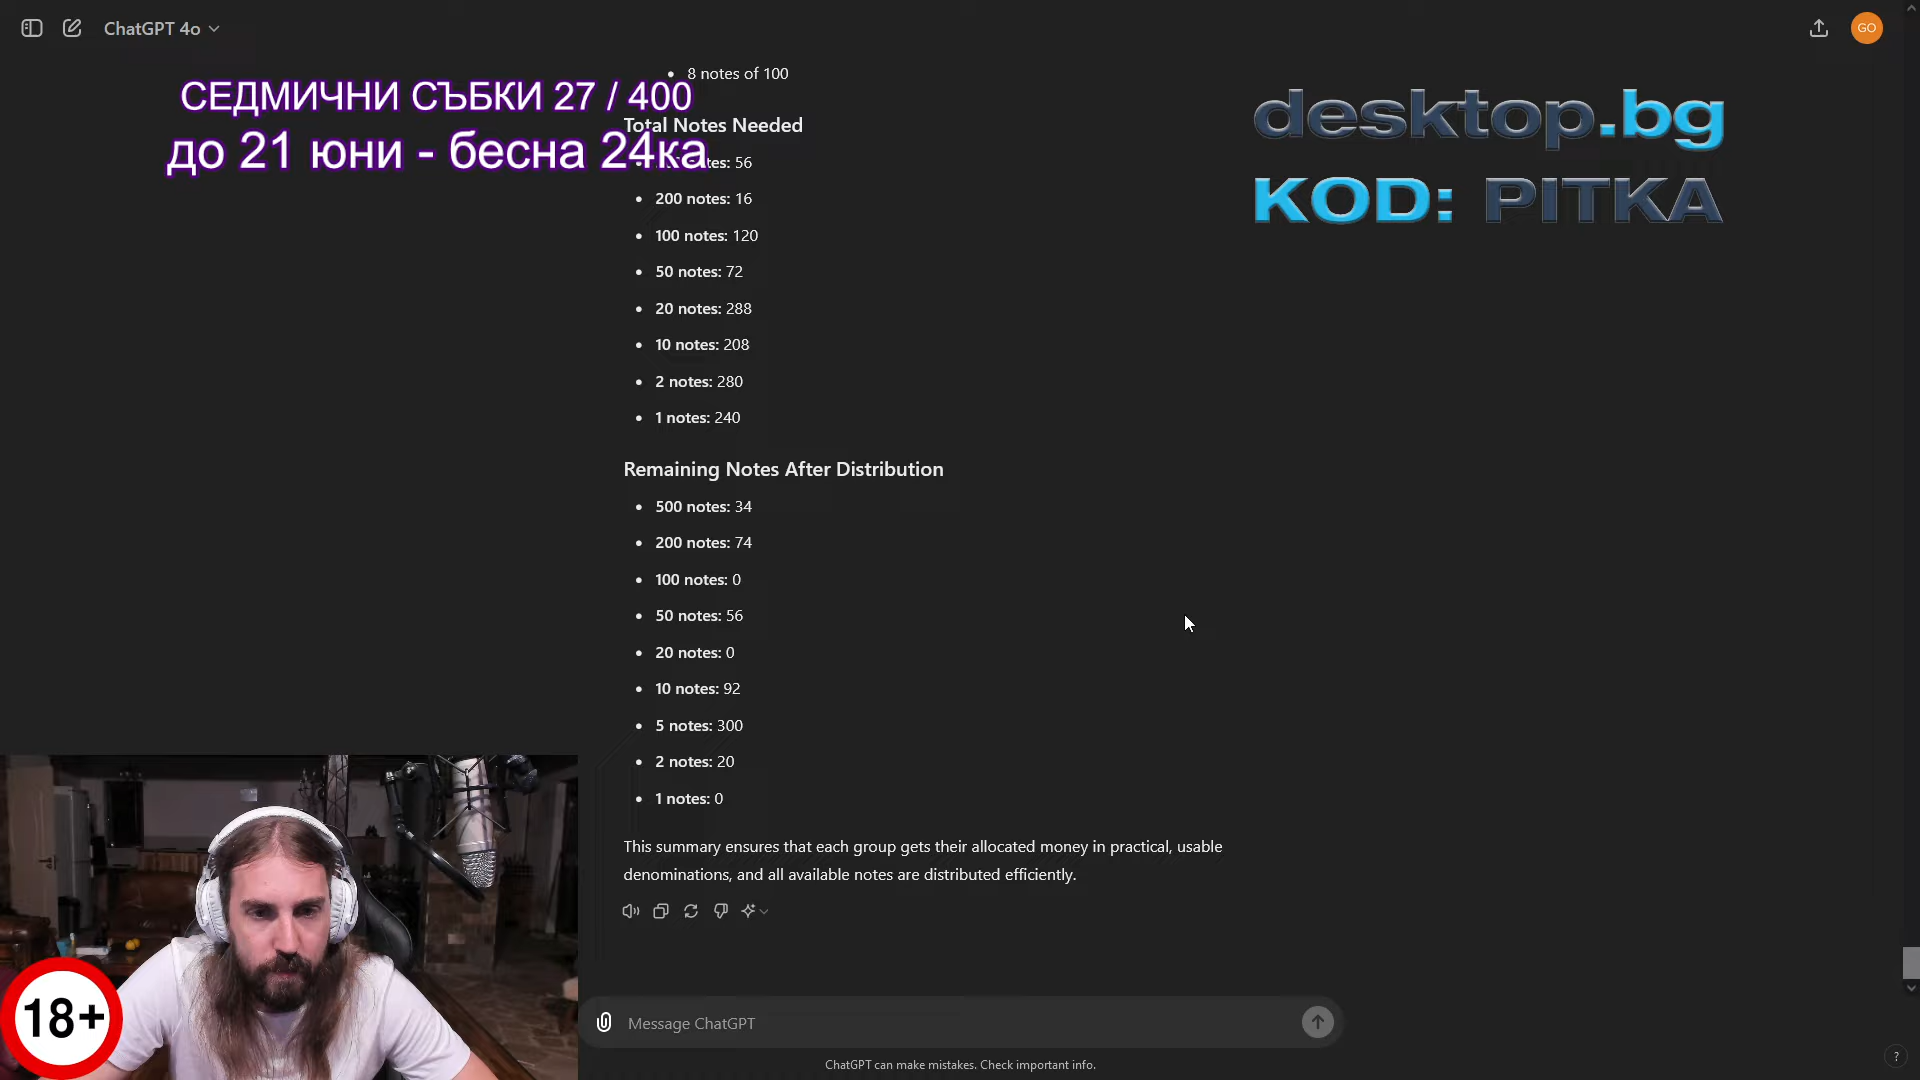 ChatGPT 4o
GO
8 notes of 100
СЕДМИЧНИ СЪБКИ 27 / 400
до 21 юни - бесна 24ка
desktop.bg
KOD: PITKA
Total Notes Needed
tes: 56
200 notes: 16
100 notes: 120
50 notes: 72
20 notes: 288
10 notes: 208
2 notes: 280
1 notes: 240
Remaining Notes After Distribution
500 notes: 34
200 notes: 74
100 notes: 0
50 notes: 56
20 notes: 0
10 notes: 92
5 notes: 300
2 notes: 20
1 notes: 0
This summary ensures that each group gets their allocated money in practical, usable
denominations, and all available notes are distributed efficiently.
18+
Message ChatGPT
ChatGPT can make mistakes. Check important info.
?